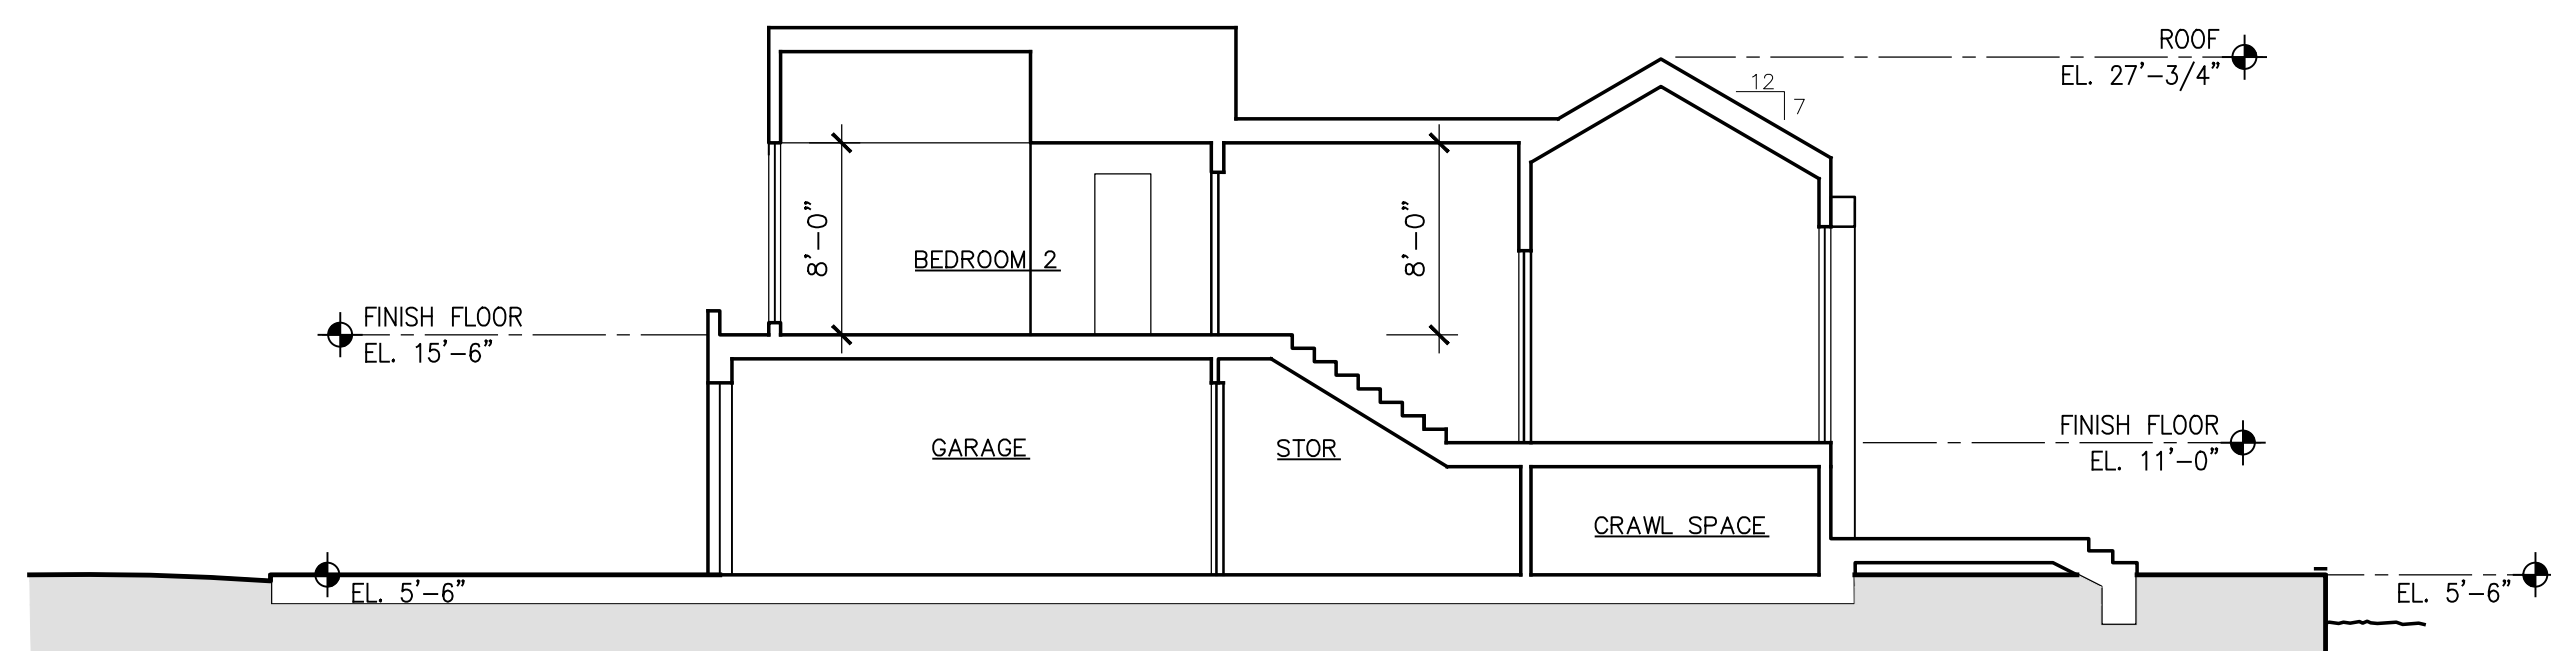 ROOF
EL. 27'-3/4"
12
7
8'-0"
8'-0"
BEDROOM 2
FINISH FLOOR
EL. 15'-6"
FINISH FLOOR
EL. 11'-0"
GARAGE
STOR
CRAWL SPACE
EL. 5'-6"
EL. 5'-6"